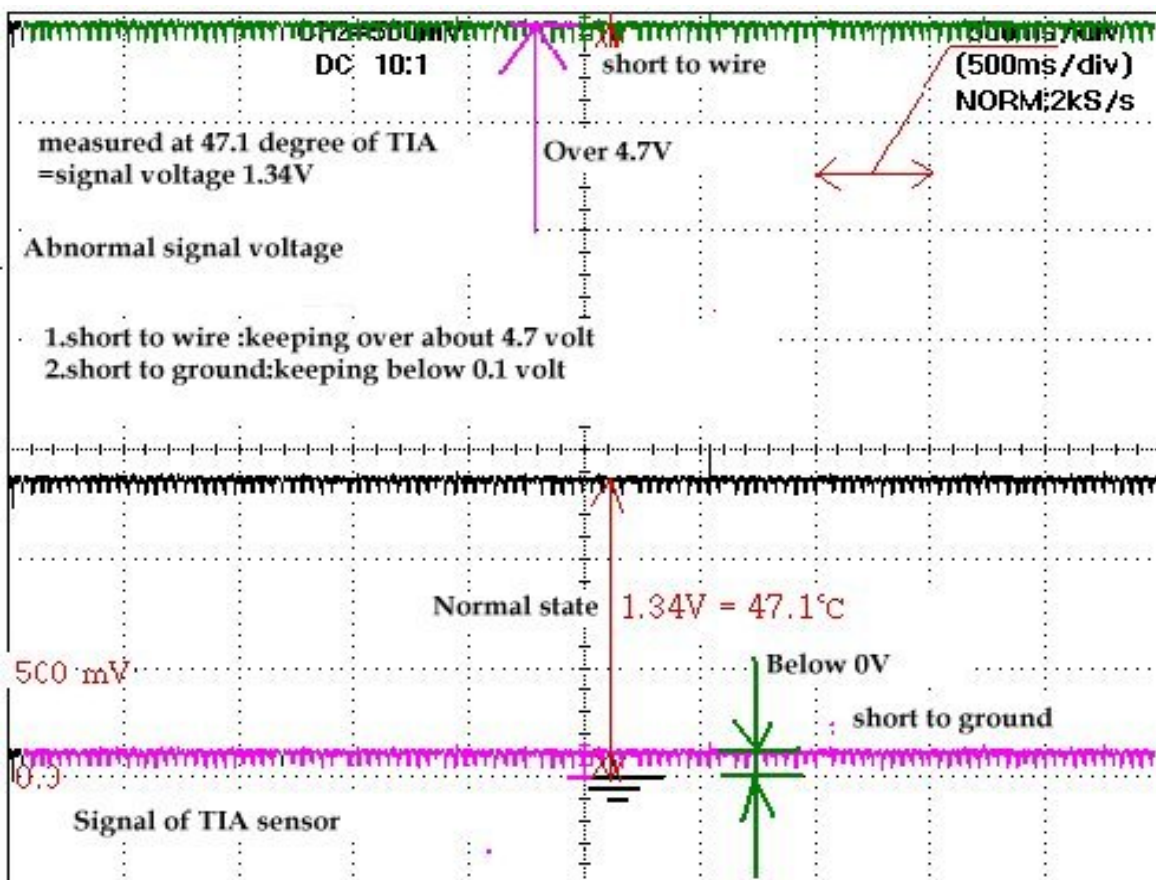 DC 10:1
short to wire
(500ms/div)
NORM;2kS/s
measured at 47.1 degree of TIA
=signal voltage 1.34V
Over 4.7V
Abnormal signal voltage
1.short to wire :keeping over about 4.7 volt
2.short to ground:keeping below 0.1 volt
Normal state
1.34V = 47.1℃
500 mV
Below 0V
short to ground
0.0
Signal of TIA sensor